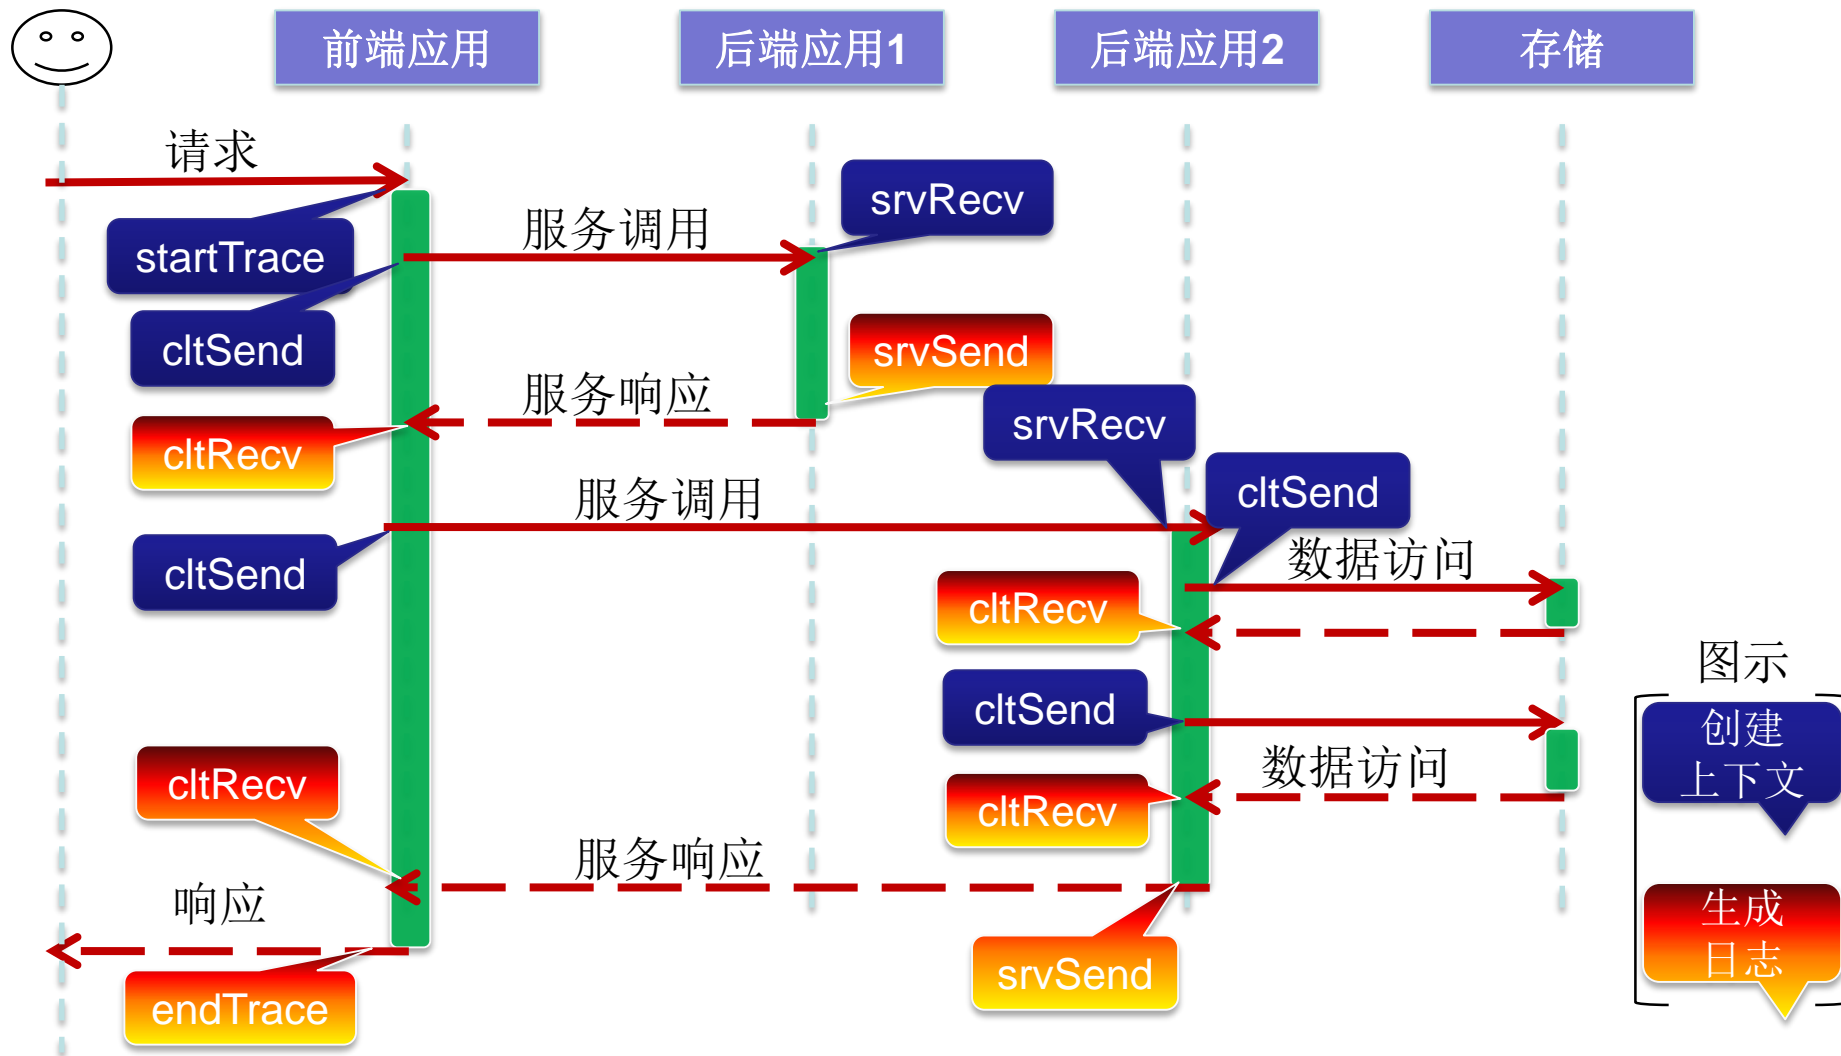 前端应用
后端应用1
后端应用2
存储
请求
srvRecv
服务调用
startTrace
cltSend
srvSend
服务响应
srvRecv
cltRecv
cltSend
服务调用
数据访问
cltSend
cltRecv
图示
cltSend
创建
上下文
数据访问
cltRecv
cltRecv
服务响应
响应
生成
日志
srvSend
endTrace